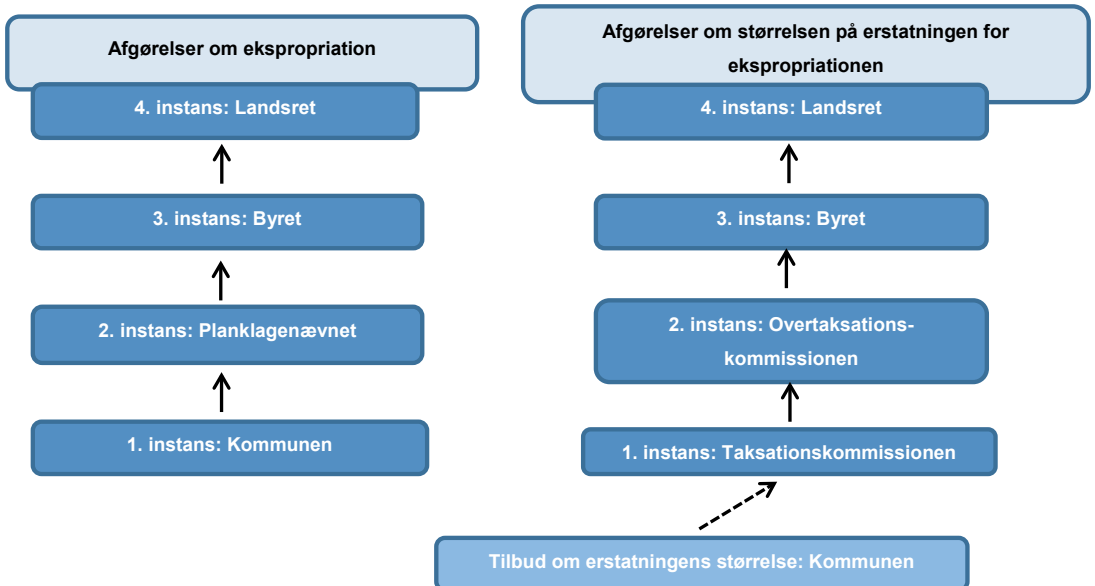 Afgørelser om ekspropriation
4. instans: Landsret
3. instans: Byret
2. instans: Planklagenævnet
1. instans: Kommunen
Afgørelser om størrelsen på erstatningen for
ekspropriationen
4. instans: Landsret
3. instans: Byret
2. instans: Overtaksations-
kommissionen
1. instans: Taksationskommissionen
Tilbud om erstatningens størrelse: Kommunen